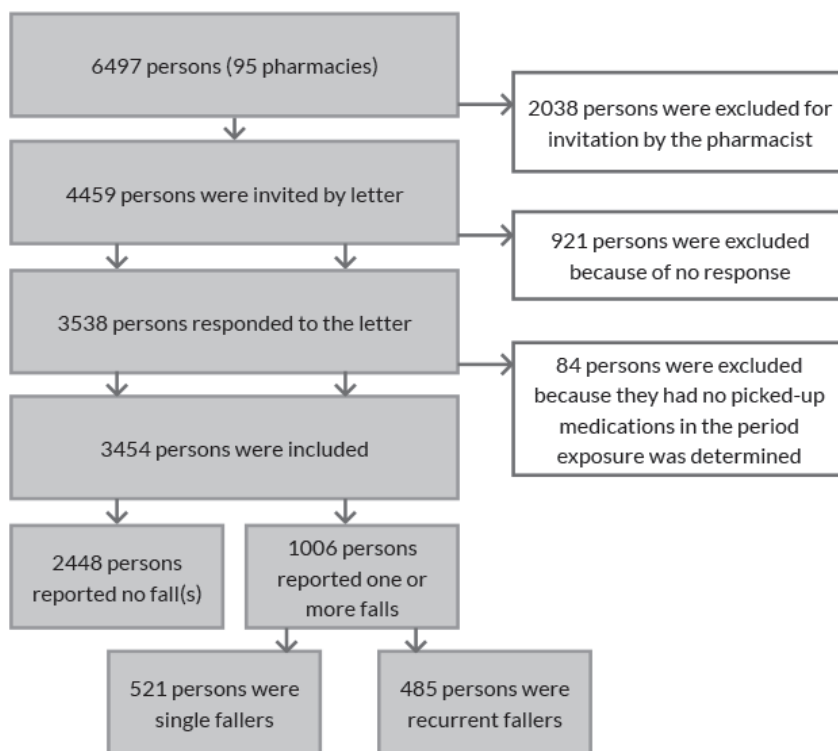 6497 persons (95 pharmacies)
2038 persons were excluded for
invitation by the pharmacist
4459 persons were invited by letter
921 persons were excluded
because of no response
3538 persons responded to the letter
84 persons were excluded
because they had no picked-up
medications in the period
exposure was determined
3454 persons were included
2448 persons
reported no fall(s)
1006 persons
reported one or
more falls
521 persons were
single fallers
485 persons were
recurrent fallers